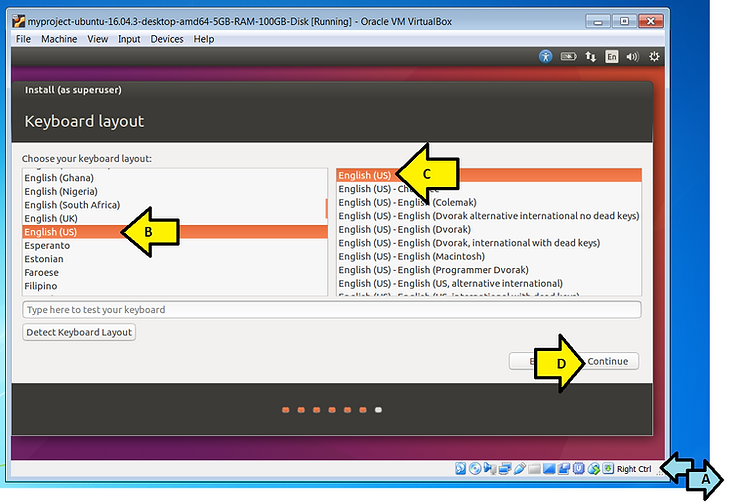 myproject-ubuntu-16.04.3-desktop-amd64-5GB-RAM-100GB-Disk [Running] - Oracle VM VirtualBox
File Machine View Input Devices Help
En
Install (as superuser)
Keyboard layout
Choose your keyboard layout:
English (Ghana)
English (Nigeria)
English (South Africa)
English (UK)
English (US)
Esperanto
Estonian
Faroese
Filipino
B
English (US)
English (US) -
English (US) - English (Colemak)
English (US) - English (Dvorak alternative international no dead keys)
English (US) - English (Dvorak)
English (US) - English (Dvorak, international with dead keys)
English (US) - English (Macintosh)
English (US) - English (Programmer Dvorak)
English (US) - English (US, alternative international)
English (US) - English (US, international with dead keys)
C
Type here to test your keyboard
Detect Keyboard Layout
D
Continue
Right Ctrl
A